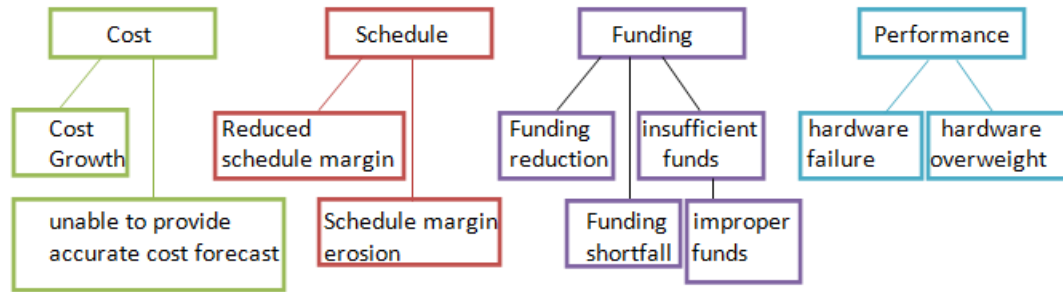 Cost
Schedule
Funding
Performance
Cost
Growth
Reduced
schedule margin
Funding
reduction
insufficient
funds
hardware
failure
hardware
overweight
unable to provide
accurate cost forecast
Schedule margin
erosion
Funding
shortfall
improper
funds